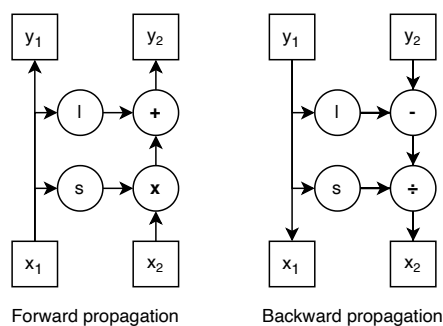 y1 y2 y1 y2
l + l -
s x s ÷
x1 x2 x1 x2
Forward propagation Backward propagation